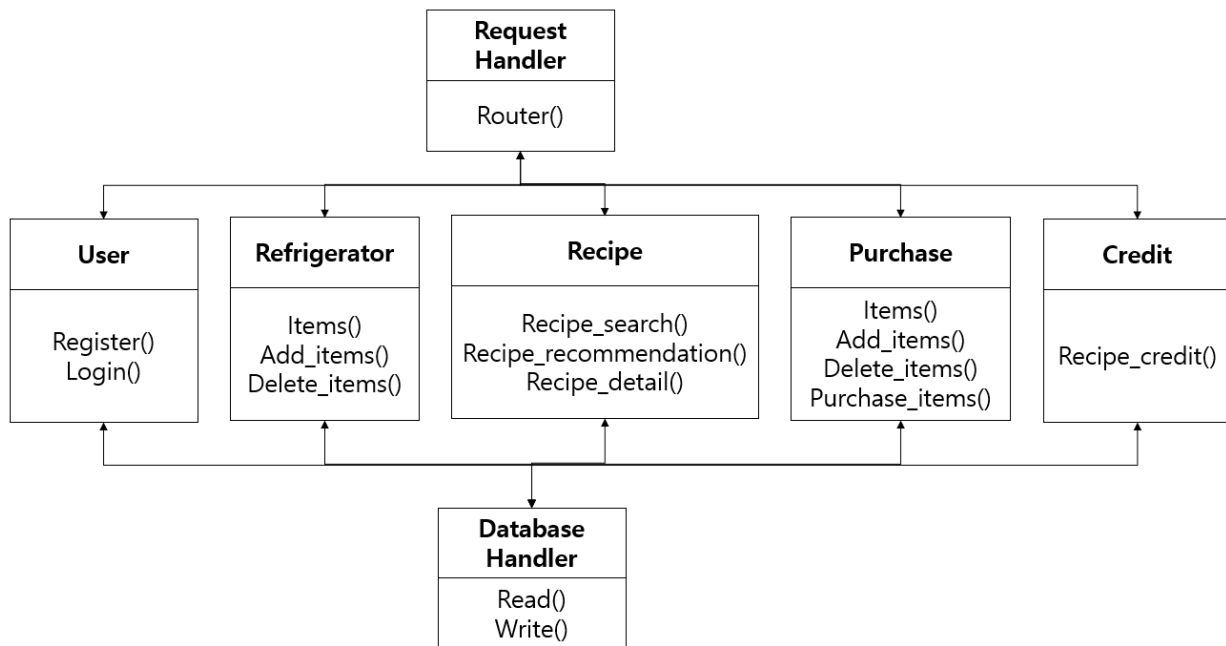 Request
Handler
Router()
User
Register()
Login()
Refrigerator
Items()
Add_items()
Delete_items()
Recipe
Recipe_search()
Recipe_recommendation()
Recipe_detail()
Purchase
Items()
Add_items()
Delete_items()
Purchase_items()
Credit
Recipe_credit()
Database
Handler
Read()
Write()